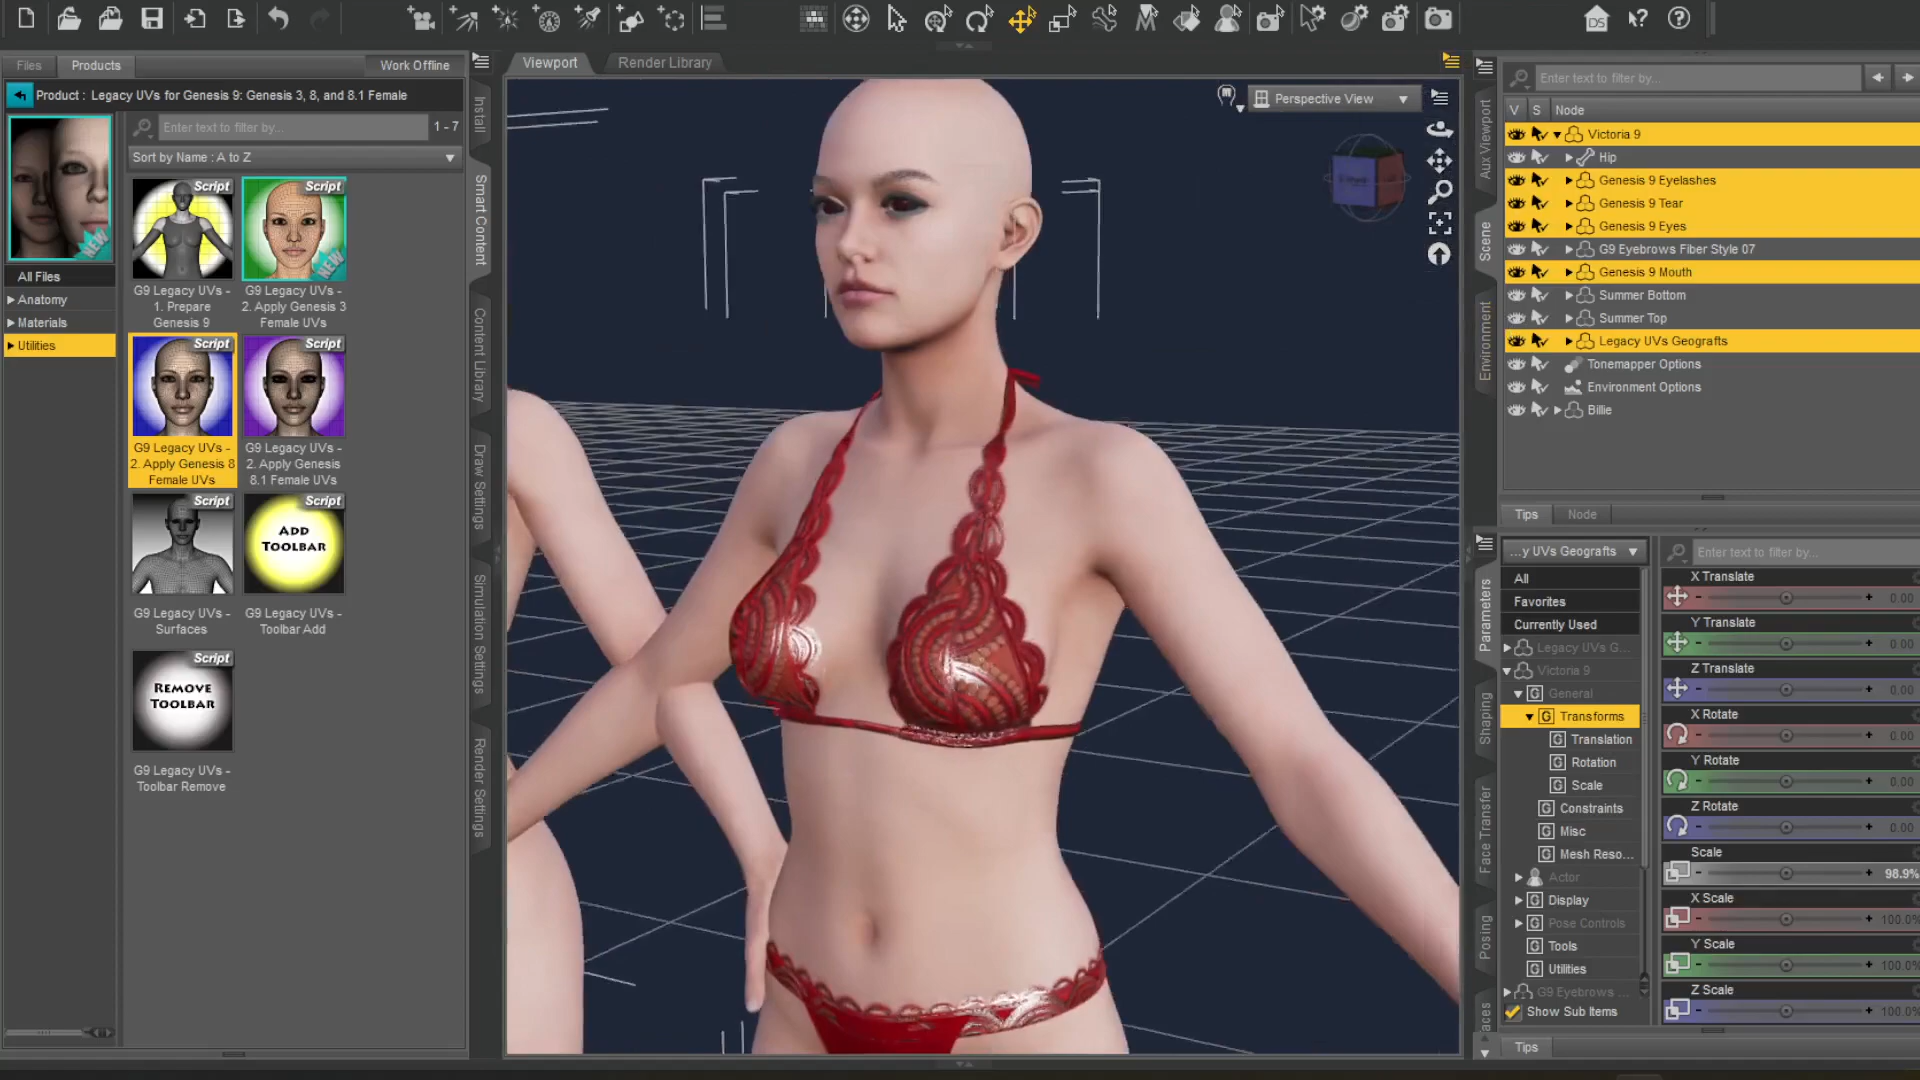 Files
Products
Work Offline
Product : Legacy UVs for Genesis 9: Genesis 3, 8, and 8.1 Female
Enter text to filter by...
1 - 7
Sort by Name : A to Z
NEW
All Files
Anatomy
Materials
Utilities
Script
G9 Legacy UVs -
1. Prepare
Genesis 9
Script
NEW
G9 Legacy UVs -
2. Apply Genesis 3
Female UVs
Script
G9 Legacy UVs -
2. Apply Genesis 8
Female UVs
Script
G9 Legacy UVs -
2. Apply Genesis
8.1 Female UVs
Script
G9 Legacy UVs -
Surfaces
Script
ADD
TOOLBAR
G9 Legacy UVs -
Toolbar Add
Script
REMOVE
TOOLBAR
G9 Legacy UVs -
Toolbar Remove
Install
Smart Content
Content Library
Draw Settings
Simulation Settings
Render Settings
Viewport
Render Library
Perspective View
DS
Aux Viewport
Scene
Environment
Enter text to filter by...
V
S
Node
Victoria 9
Hip
Genesis 9 Eyelashes
Genesis 9 Tear
Genesis 9 Eyes
G9 Eyebrows Fiber Style 07
Genesis 9 Mouth
Summer Bottom
Summer Top
Legacy UVs Geografts
Tonemapper Options
Environment Options
Billie
Tips
Node
Parameters
Shaping
Face Transfer
Posing
...y UVs Geografts
Enter text to filter by...
All
Favorites
Currently Used
Legacy UVs G...
Victoria 9
G General
G Transforms
G Translation
G Rotation
G Scale
G Constraints
G Misc
G Mesh Reso...
Actor
G Display
G Pose Controls
G Tools
G Utilities
G9 Eyebrows ...
Show Sub Items
X Translate
0.00
Y Translate
0.00
Z Translate
0.00
X Rotate
0.00
Y Rotate
0.00
Z Rotate
0.00
Scale
98.9%
X Scale
100.0%
Y Scale
100.0%
Z Scale
100.0%
Tips